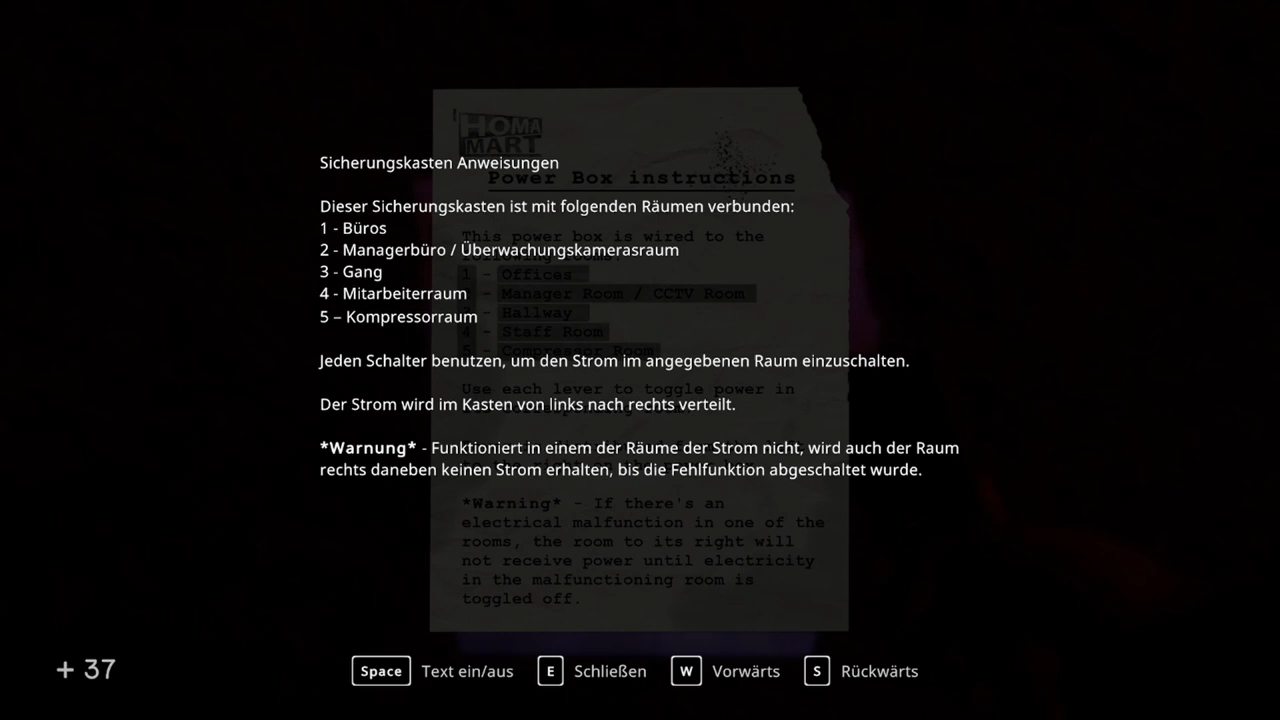 HOMA
MART
Sicherungskasten Anweisungen
Power Box instructions
Dieser Sicherungskasten ist mit folgenden Räumen verbunden:
1 - Büros
2 - Managerbüro / Überwachungskamerasraum
3 - Gang
4 - Mitarbeiterraum
5 – Kompressorraum
This power box is wired to the
1 - Offices
- Manager Room / CCTV Room
- Hallway
4 - Staff Room
Compressor Room
Jeden Schalter benutzen, um den Strom im angegebenen Raum einzuschalten.
Use each lever to toggle power in
Der Strom wird im Kasten von links nach rechts verteilt.
*Warnung* - Funktioniert in einem der Räume der Strom nicht, wird auch der Raum
rechts daneben keinen Strom erhalten, bis die Fehlfunktion abgeschaltet wurde.
*Warning* - If there's an
electrical malfunction in one of the
rooms, the room to its right will
not receive power until electricity
in the malfunctioning room is
toggled off.
+ 37
Space Text ein/aus E Schließen W Vorwärts S Rückwärts